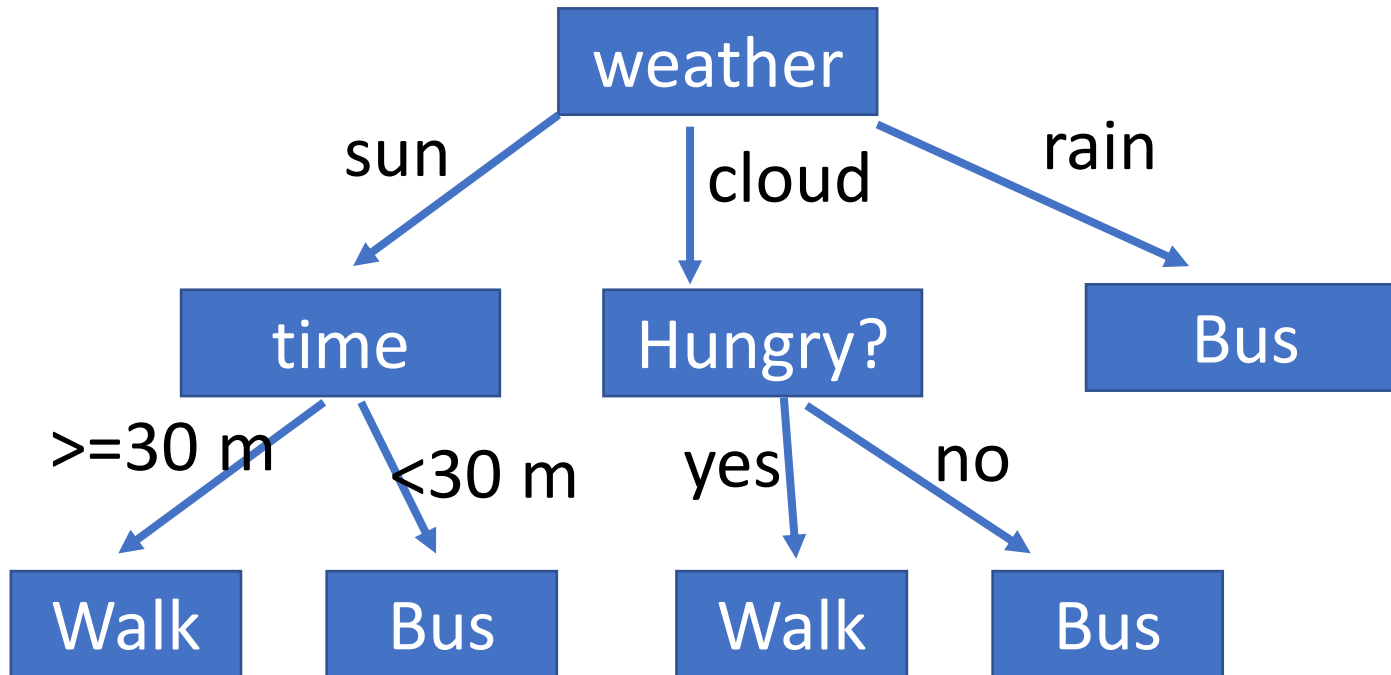 weather
sun
cloud
rain
time
Hungry?
Bus
>=30 m
<30 m
yes
no
Walk
Bus
Walk
Bus